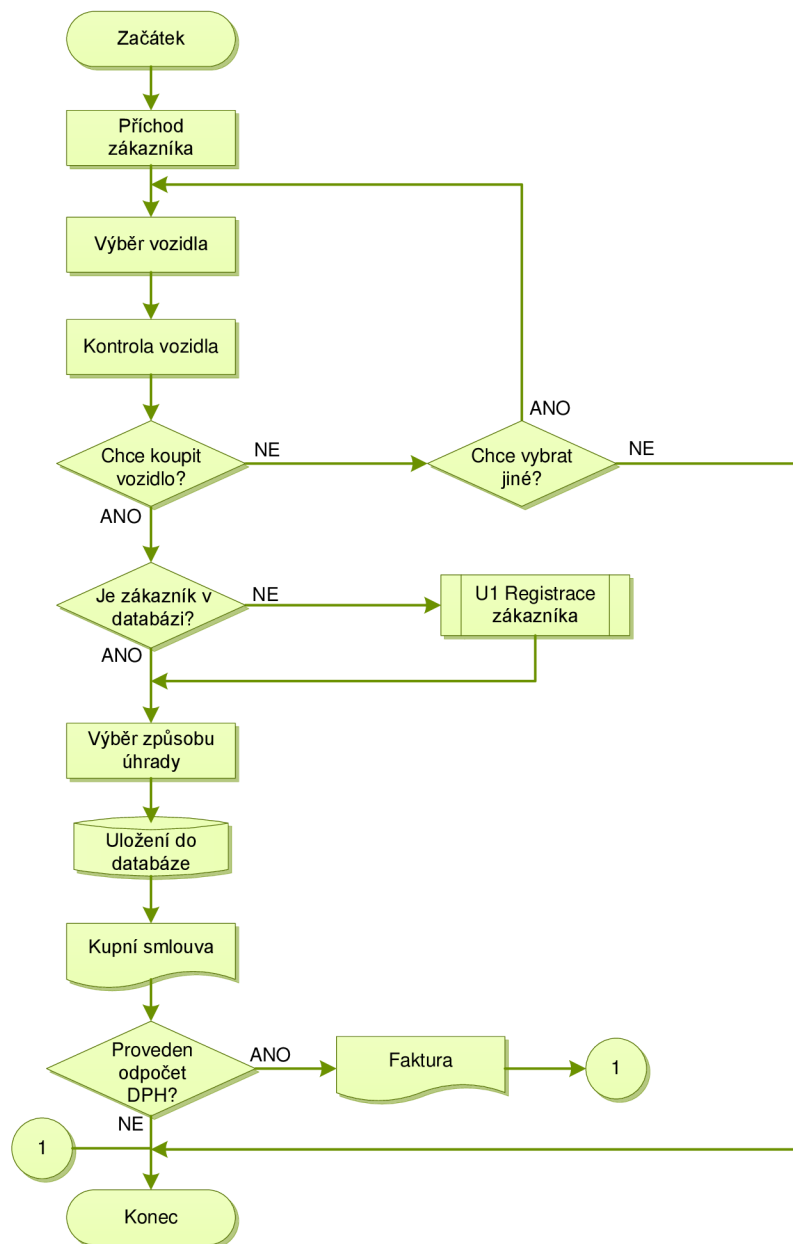 Začátek
Příchod
zákazníka
Výběr vozidla
Kontrola vozidla
ANO
Chce koupit
vozidlo?
NE
Chce vybrat
jiné?
NE
ANO
Je zákazník v
databázi?
NE
U1 Registrace
zákazníka
ANO
Výběr způsobu
úhrady
Uložení do
databáze
Kupní smlouva
Proveden
odpočet
DPH?
ANO
Faktura
1
NE
1
Konec